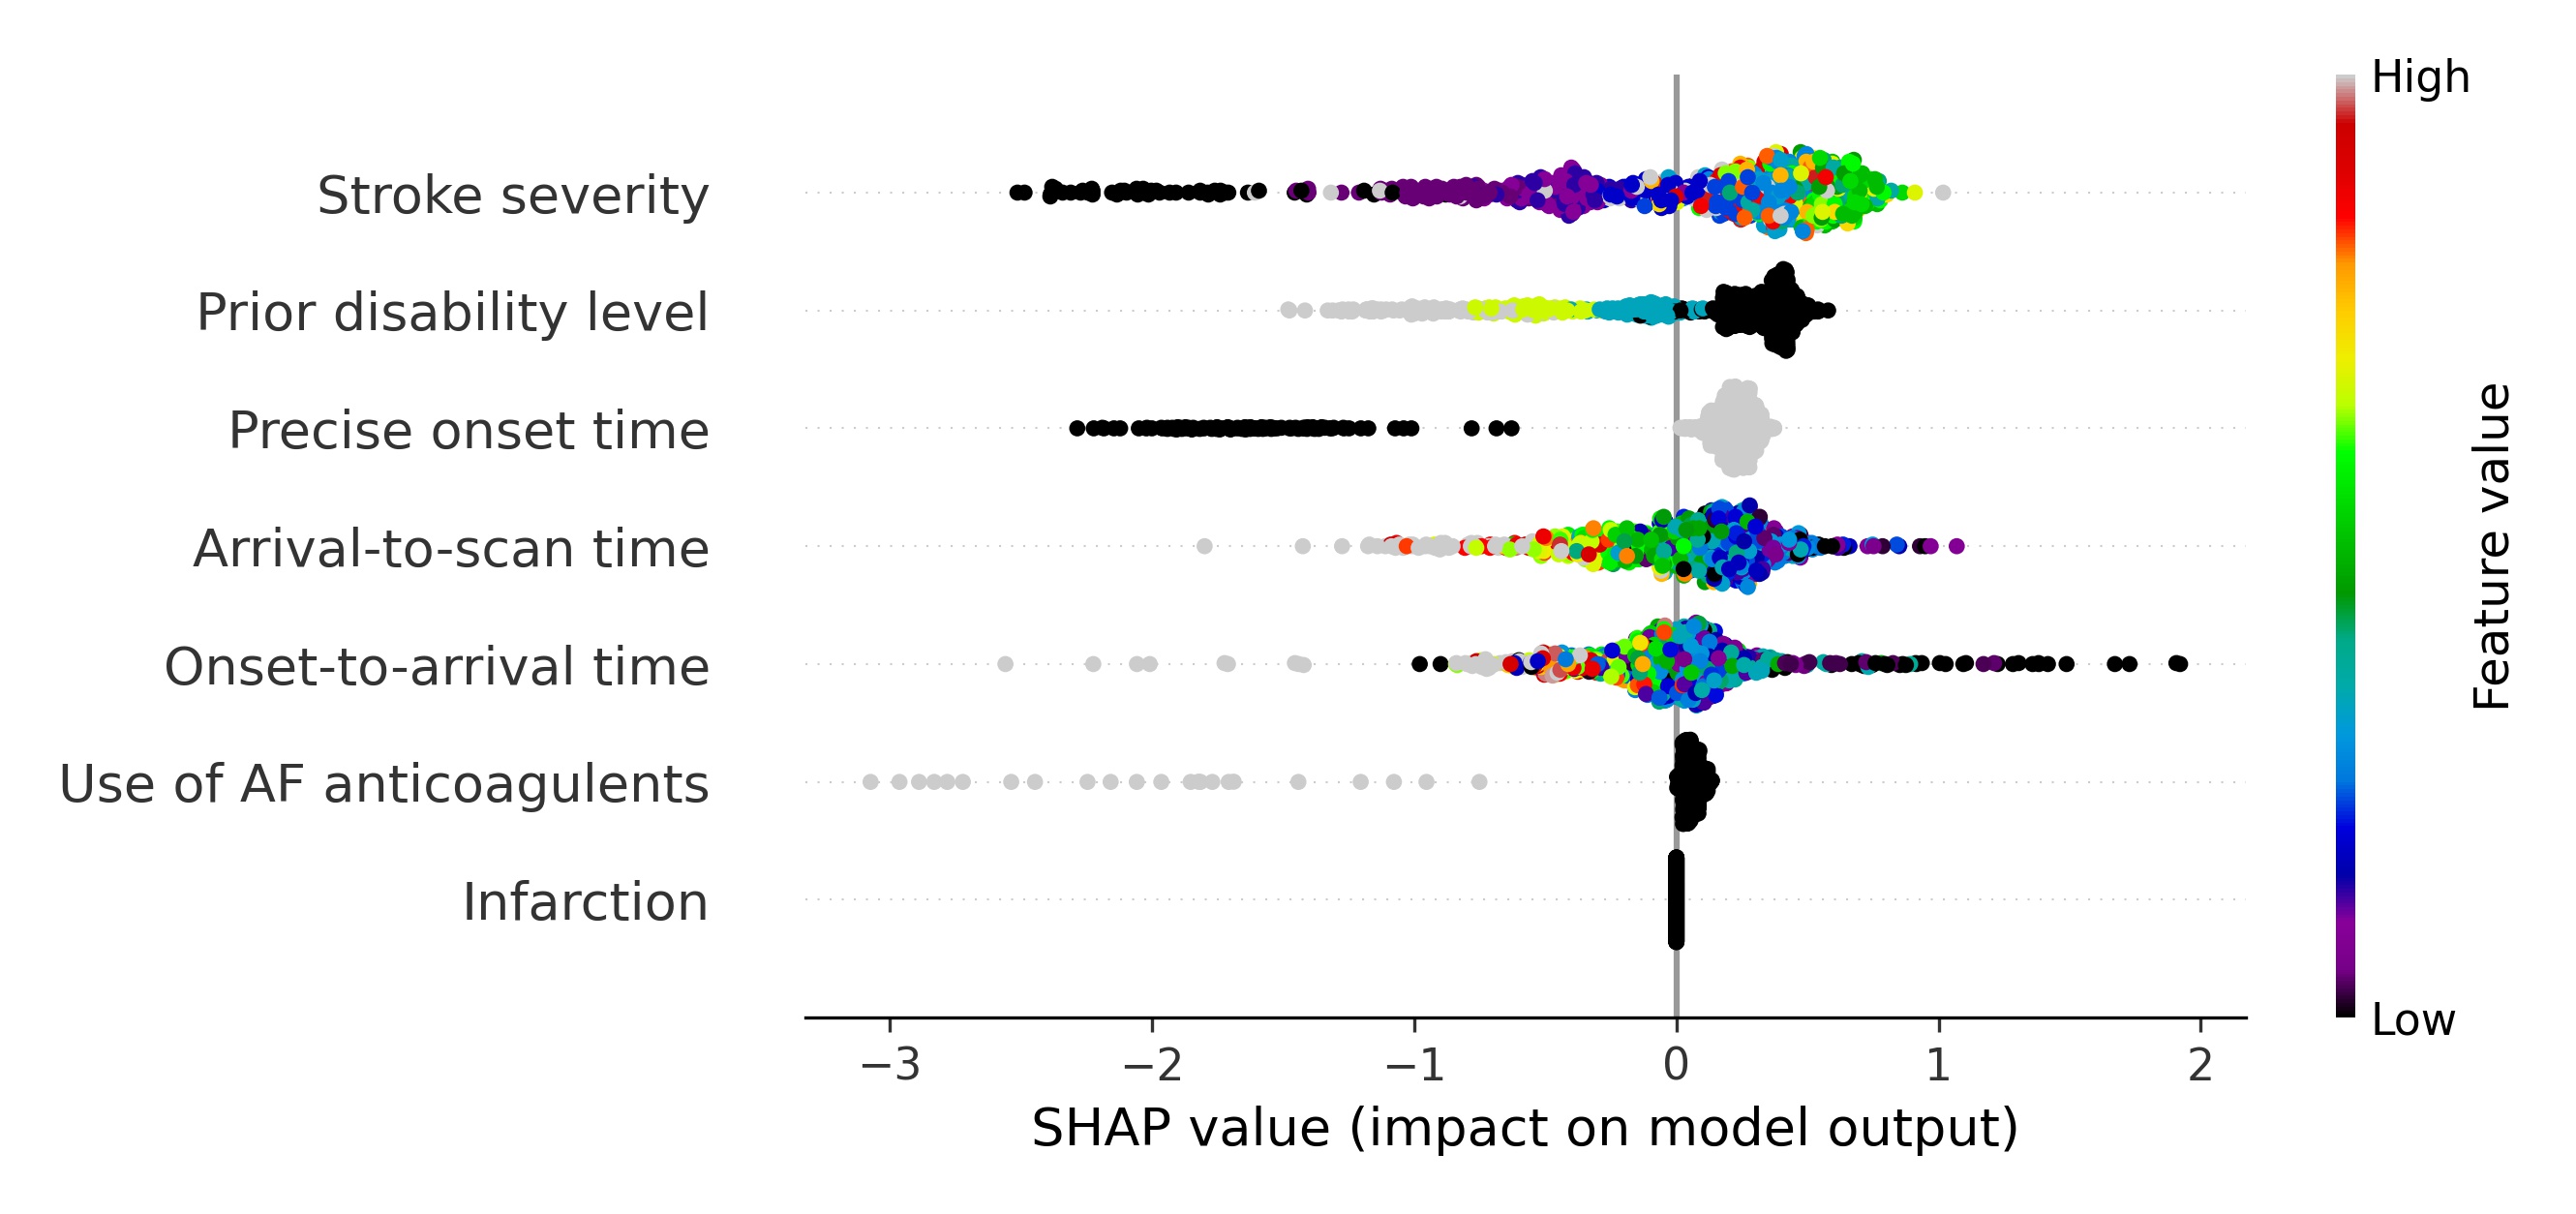 High
Stroke severity
Prior disability level
Precise onset time
Arrival-to-scan time
Onset-to-arrival time
Use of AF anticoagulents
Infarction
Feature value
Low
−3
−2
−1
0
1
2
SHAP value (impact on model output)